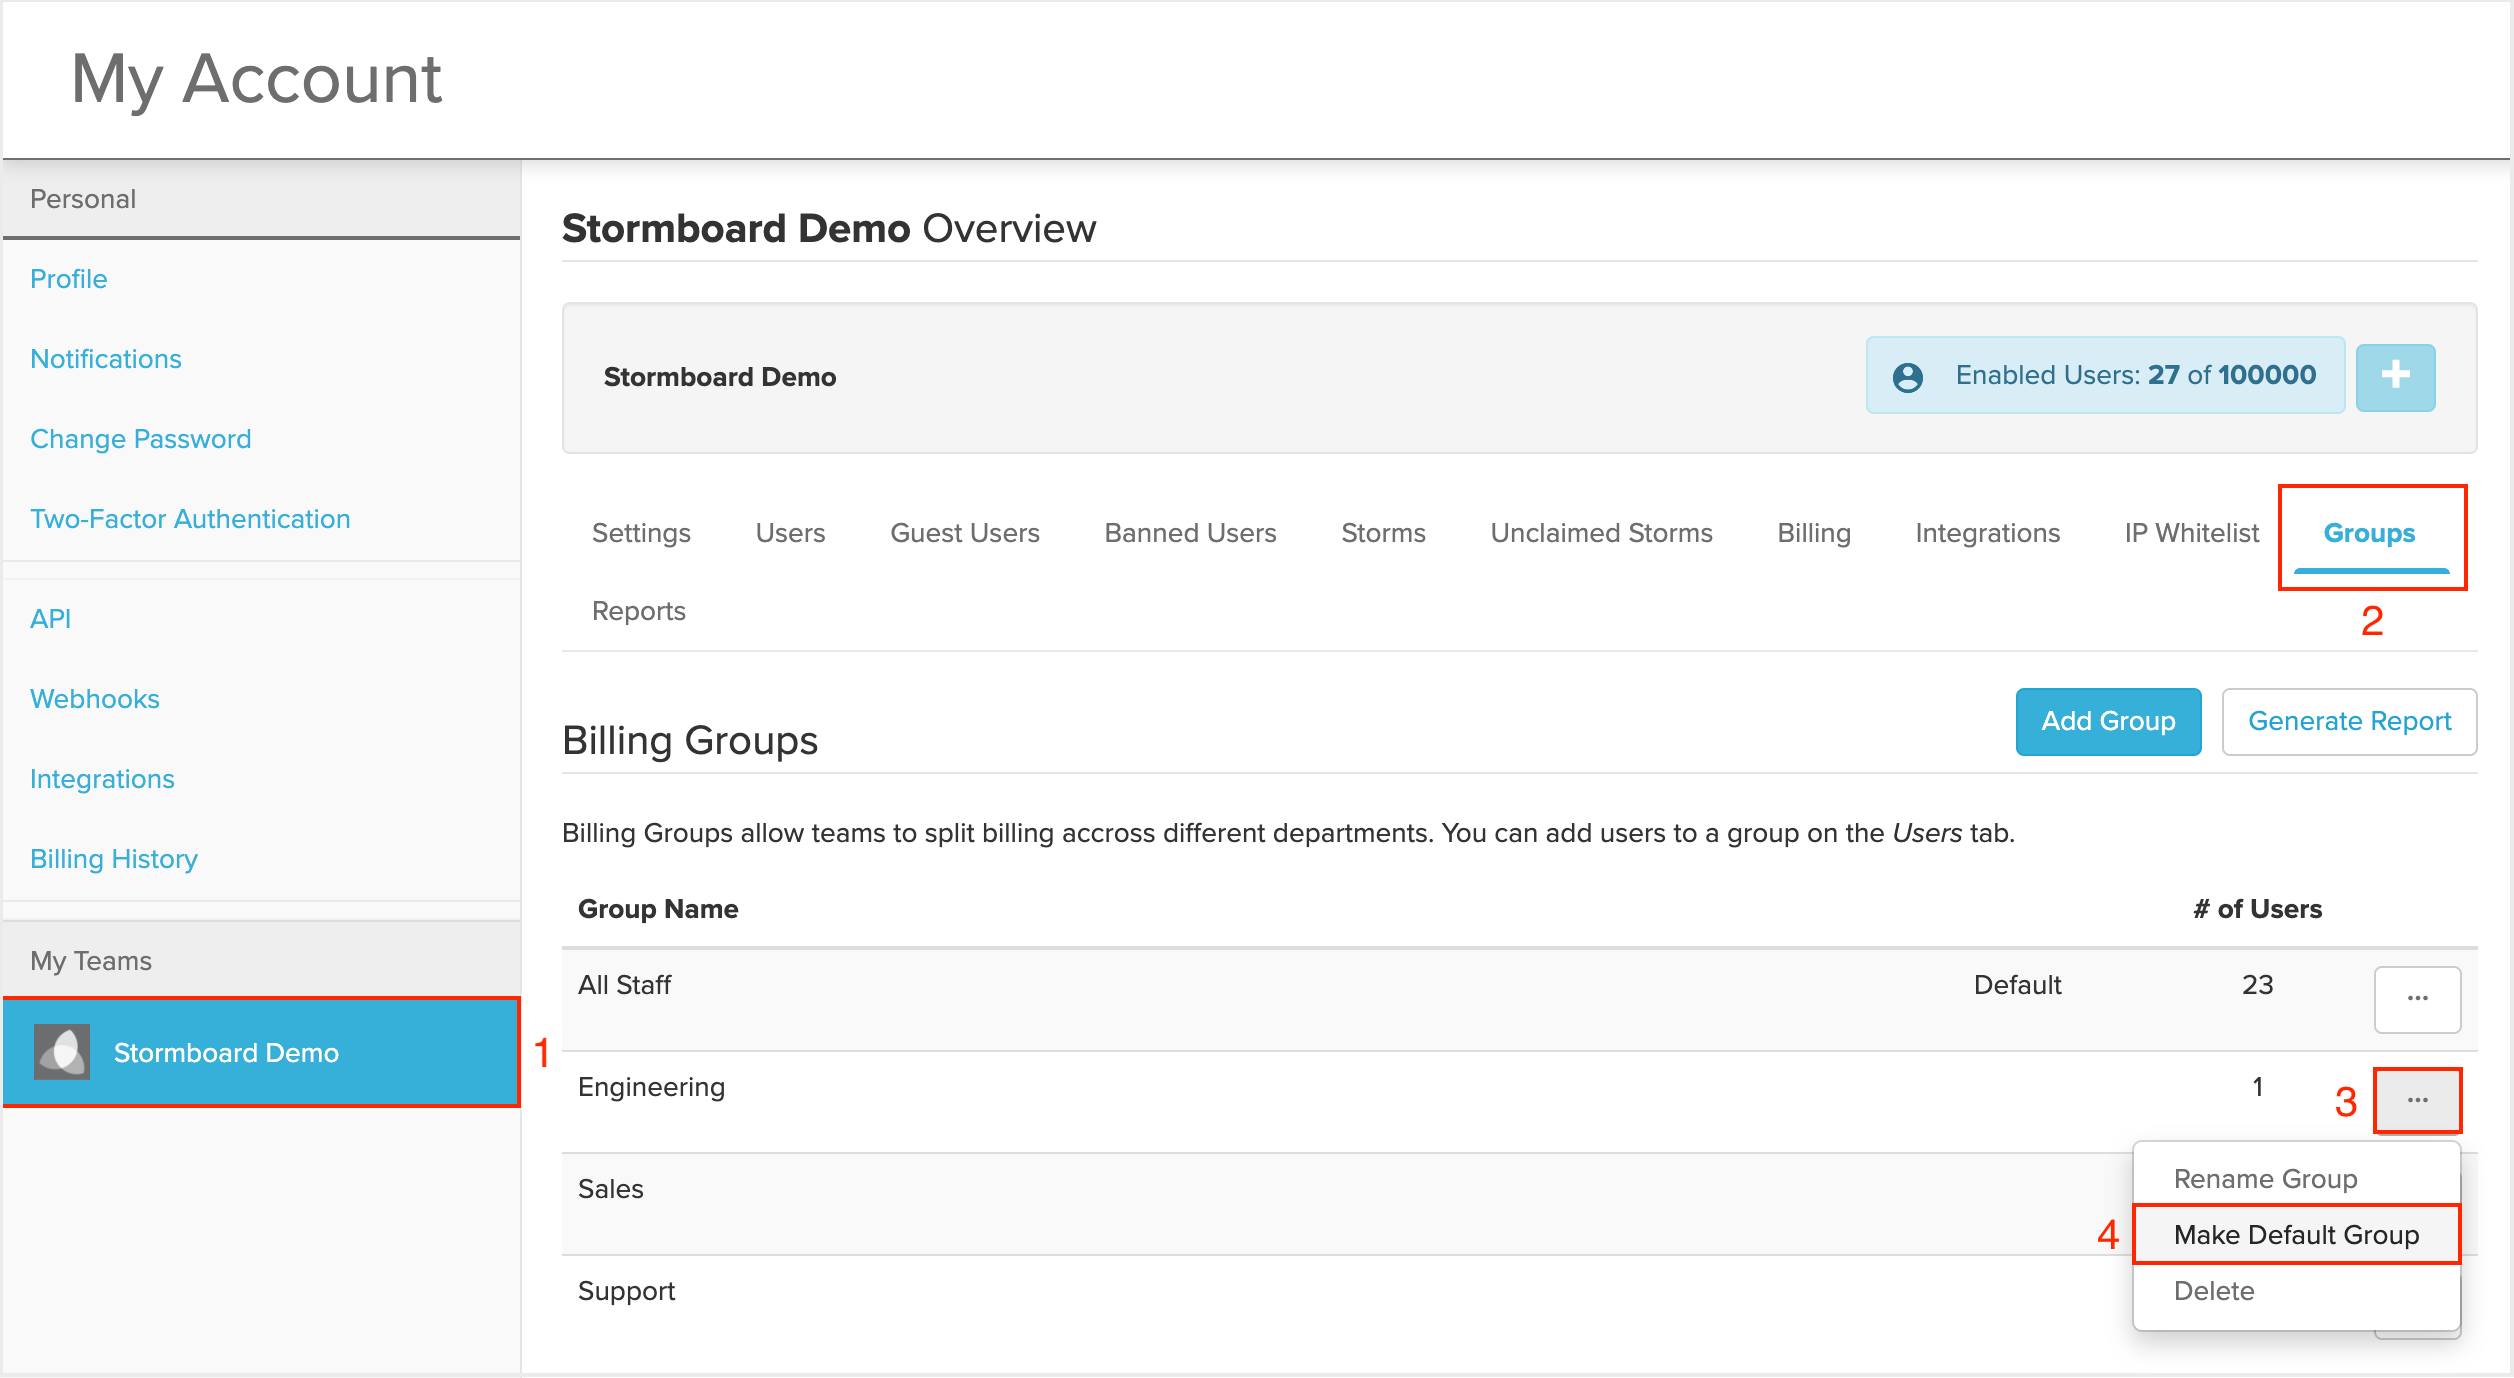 My Account
Personal
Profile
Notifications
Change Password
Two-Factor Authentication
API
Webhooks
Integrations
Billing History
My Teams
Stormboard Demo
1
Stormboard Demo Overview
Stormboard Demo
Enabled Users: 27 of 100000
+
Settings Users Guest Users Banned Users Storms Unclaimed Storms Billing Integrations IP Whitelist Groups
Reports
2
Billing Groups
Add Group
Generate Report
Billing Groups allow teams to split billing accross different departments. You can add users to a group on the Users tab.
Group Name # of Users
All Staff Default 23 ...
Engineering 1 3 ...
Sales
Support
Rename Group
4 Make Default Group
Delete